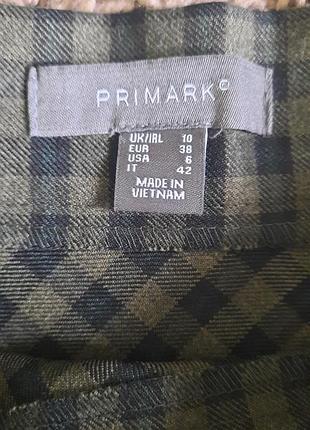 PRIMARK®
UK/IRL 10
EUR 38
USA 6
IT 42
MADE IN
VIETNAM